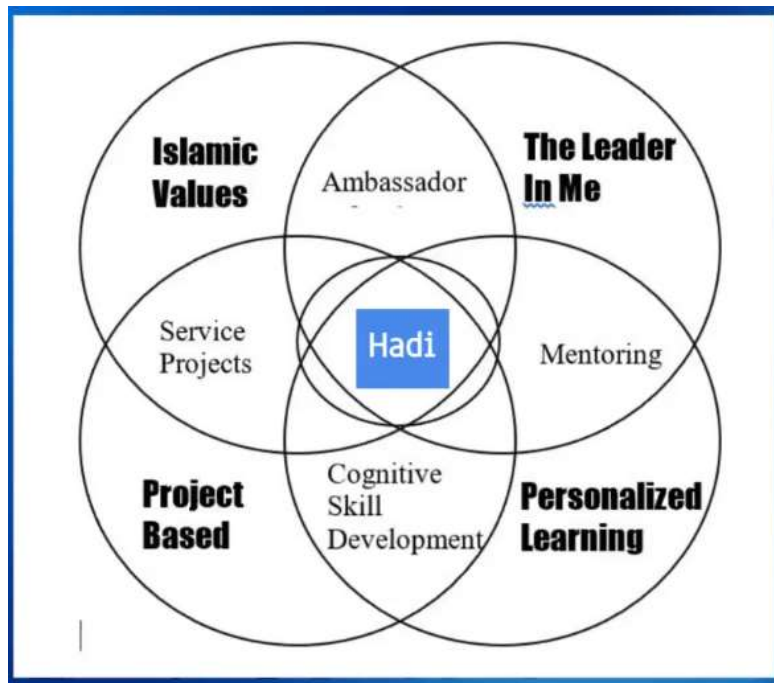 Islamic
Values
Ambassador
The Leader
In Me
Service
Projects
Hadi
Mentoring
Project
Based
Cognitive
Skill
Development
Personalized
Learning